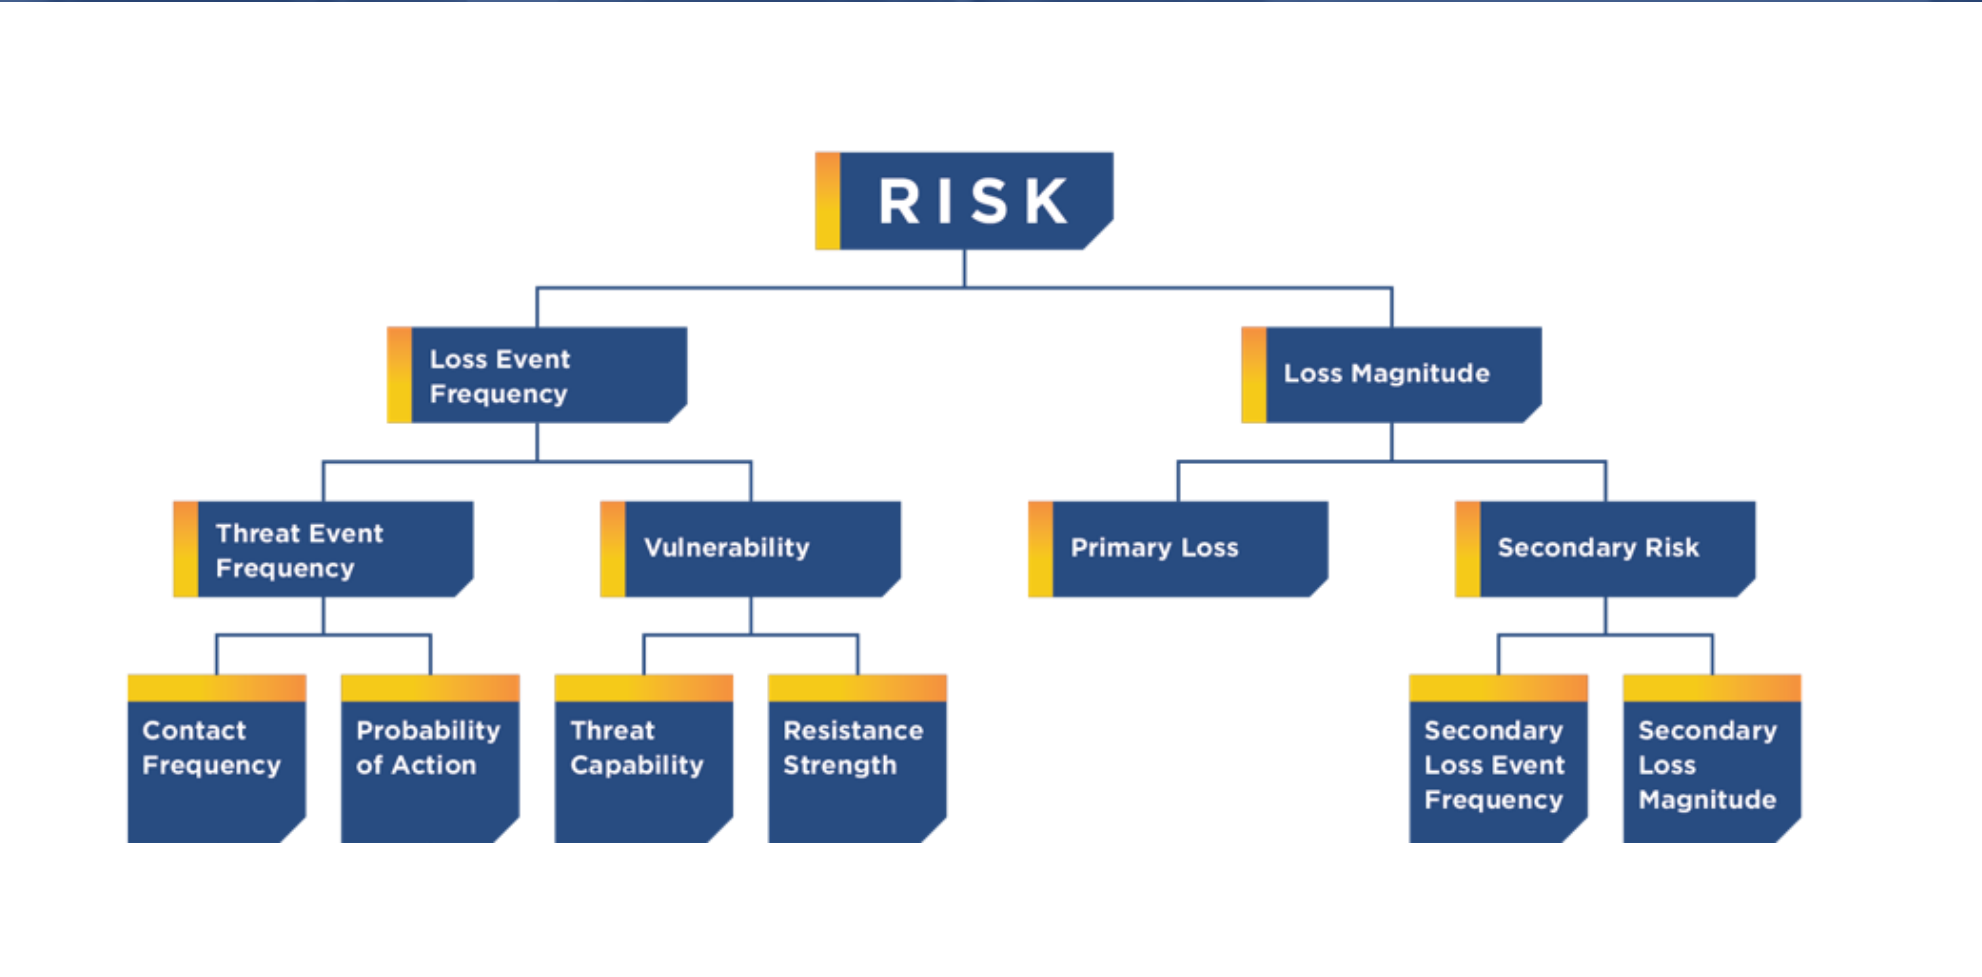 RISK
Loss Event
Frequency
Loss Magnitude
Threat Event
Frequency
Vulnerability
Primary Loss
Secondary Risk
Contact
Frequency
Probability
of Action
Threat
Capability
Resistance
Strength
Secondary
Loss Event
Frequency
Secondary
Loss
Magnitude